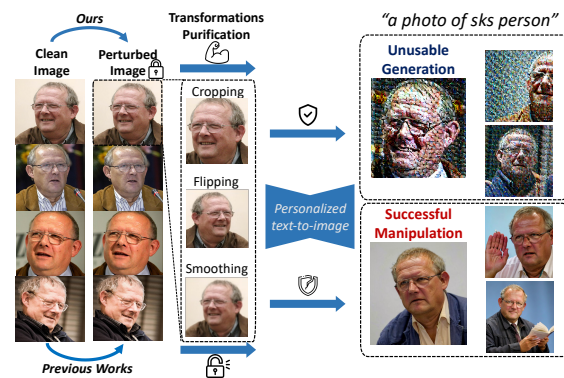 Ours
Transformations
Purification
"a photo of sks person"
Clean
Image
Perturbed
Image
Unusable
Generation
Cropping
Flipping
Personalized
text-to-image
Successful
Manipulation
Smoothing
Previous Works